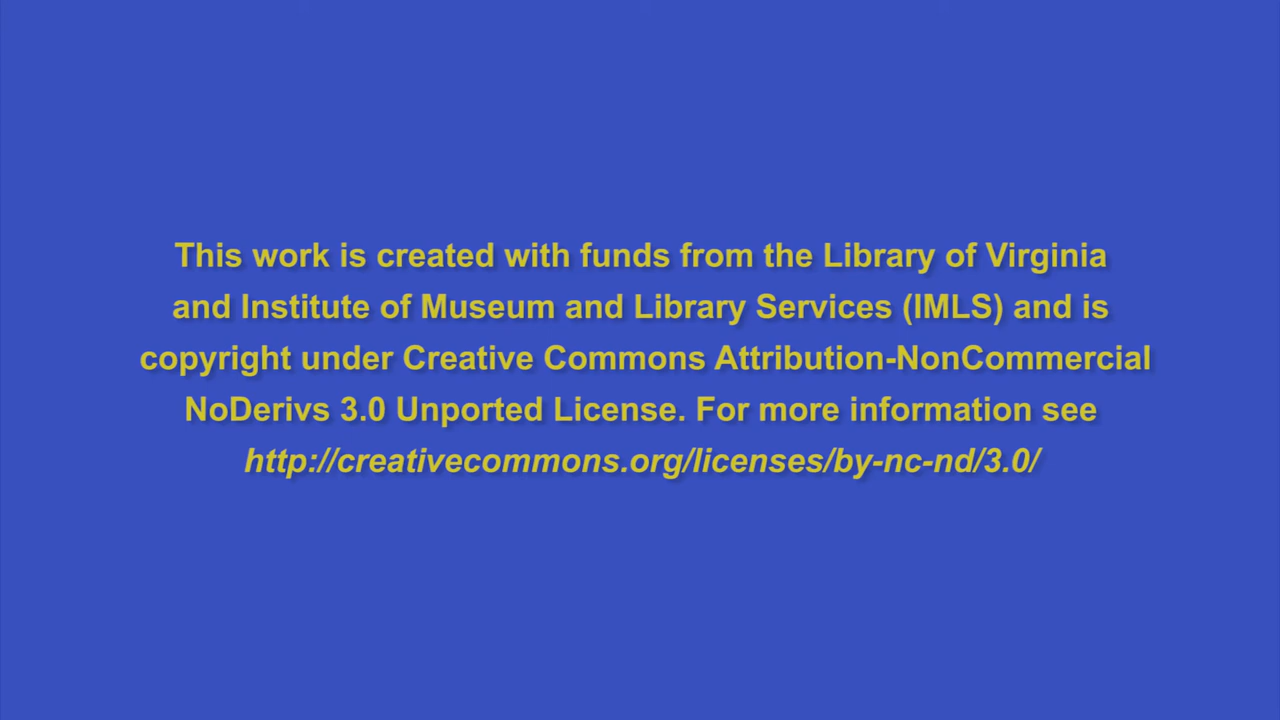 This work is created with funds from the Library of Virginia
and Institute of Museum and Library Services (IMLS) and is
copyright under Creative Commons Attribution-NonCommercial
NoDerivs 3.0 Unported License. For more information see
http://creativecommons.org/licenses/by-nc-nd/3.0/